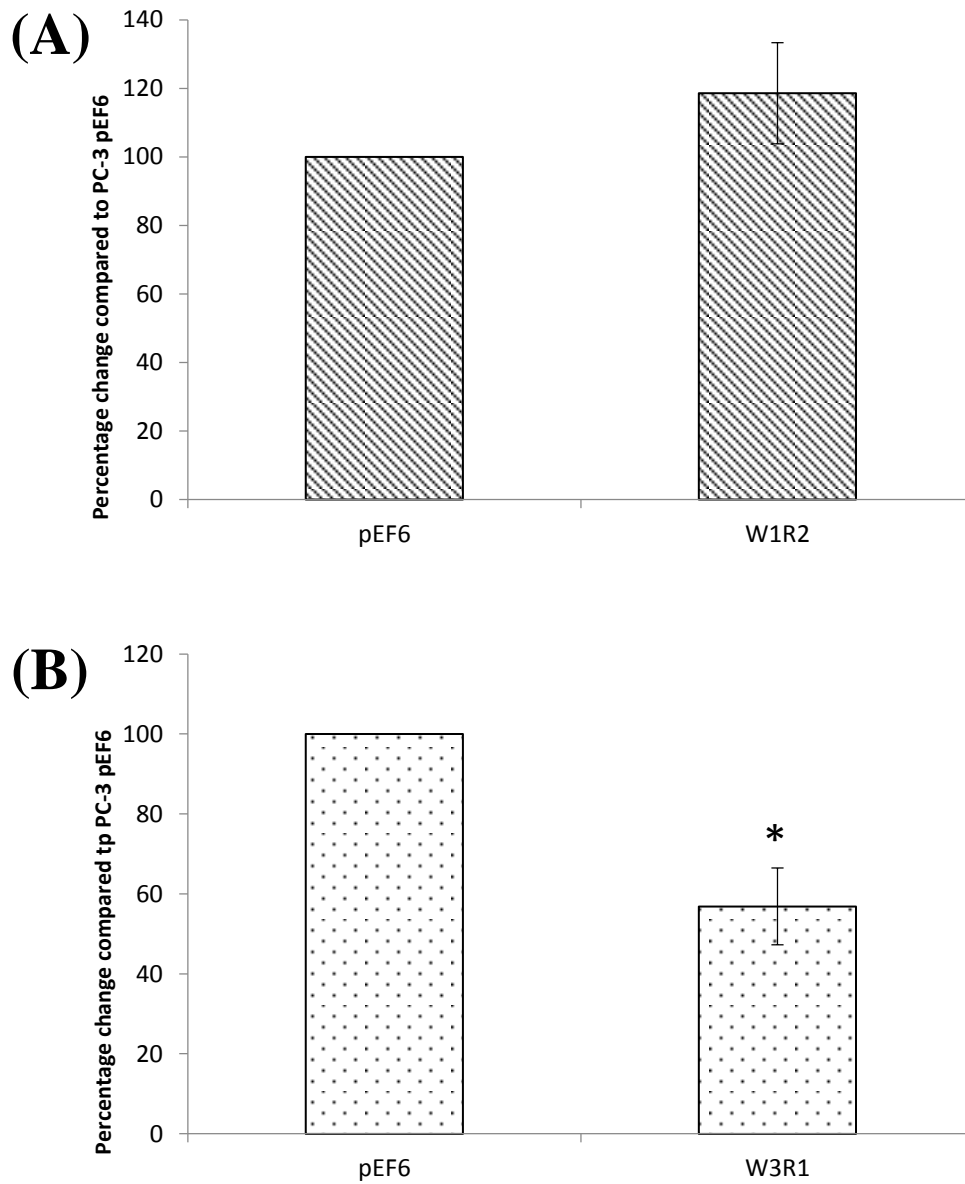 (A)
Percentage change compared to PC-3 pEF6
140
120
100
80
60
40
20
0
pEF6
W1R2
(B)
Percentage change compared tp PC-3 pEF6
120
100
80
60
40
20
0
*
pEF6
W3R1